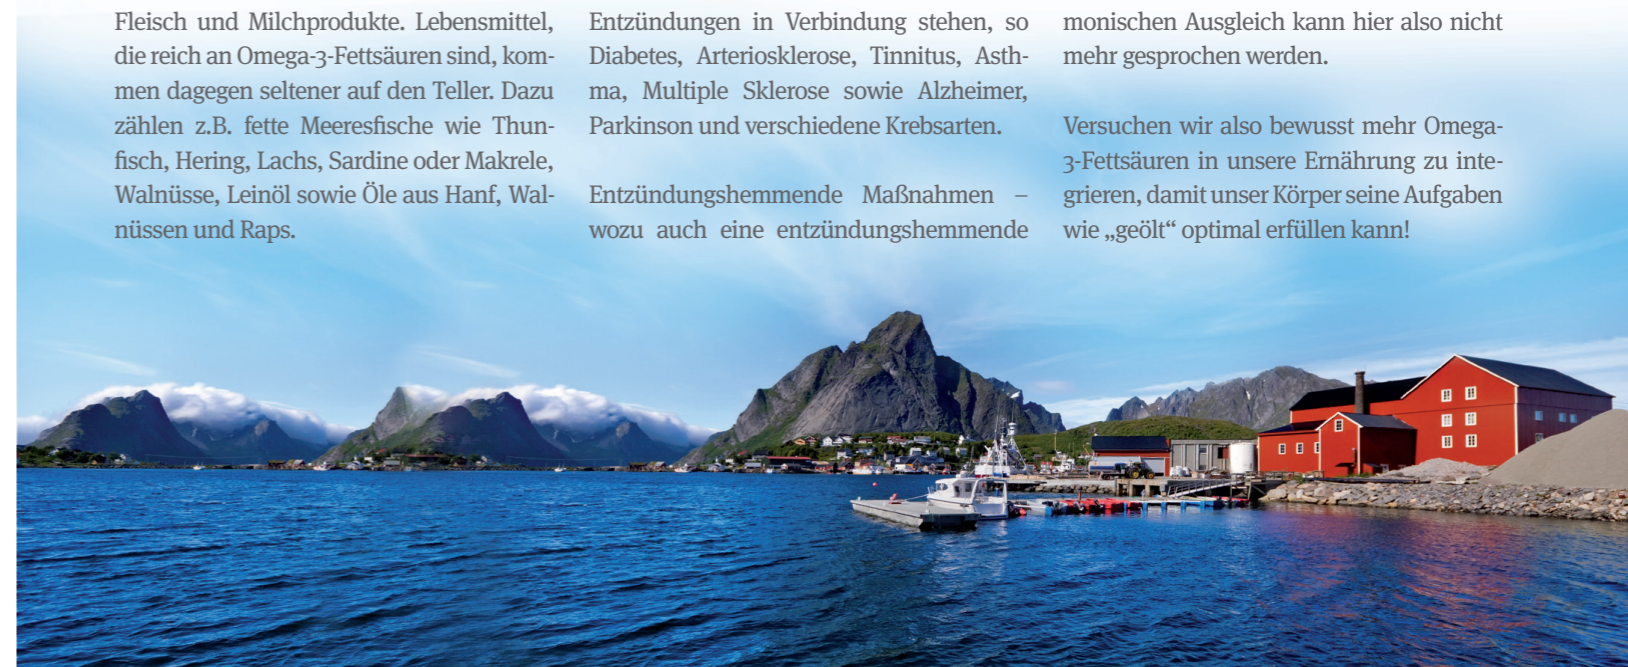 Fleisch und Milchprodukte. Lebensmittel,
die reich an Omega-3-Fettsäuren sind, kom-
men dagegen seltener auf den Teller. Dazu
zählen z.B. fette Meeresfische wie Thun-
fisch, Hering, Lachs, Sardine oder Makrele,
Walnüsse, Leinöl sowie Öle aus Hanf, Wal-
nüssen und Raps.
Entzündungen in Verbindung stehen, so
Diabetes, Arteriosklerose, Tinnitus, Asth-
ma, Multiple Sklerose sowie Alzheimer,
Parkinson und verschiedene Krebsarten.
Entzündungshemmende Maßnahmen –
wozu auch eine entzündungshemmende
monischen Ausgleich kann hier also nicht
mehr gesprochen werden.
Versuchen wir also bewusst mehr Omega-
3-Fettsäuren in unsere Ernährung zu inte-
grieren, damit unser Körper seine Aufgaben
wie „geölt“ optimal erfüllen kann!